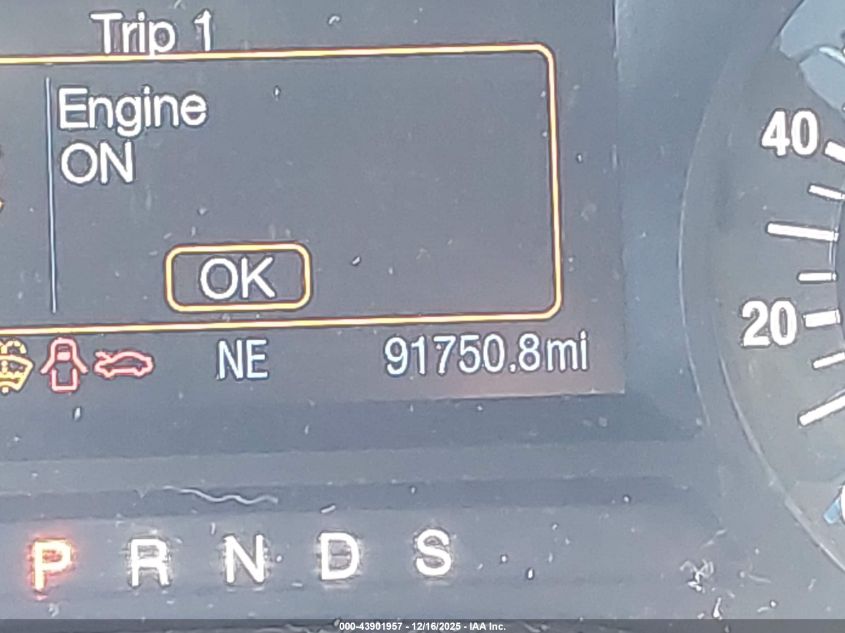 Trip 1
Engine
ON
OK
NE 91750.8mi
40
20
P R N D S
000-43901957 - 12/16/2025 - IAA Inc.